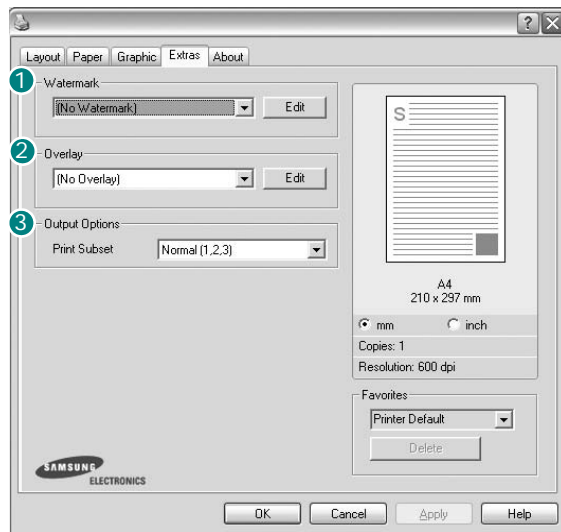 Layout Paper Graphic Extras About
1 Watermark
(No Watermark) Edit
2 Overlay
(No Overlay) Edit
3 Output Options
Print Subset Normal (1,2,3)
S
A4
210 x 297 mm
mm inch
Copies: 1
Resolution: 600 dpi
Favorites
Printer Default
Delete
SAMSUNG
ELECTRONICS
OK Cancel Apply Help